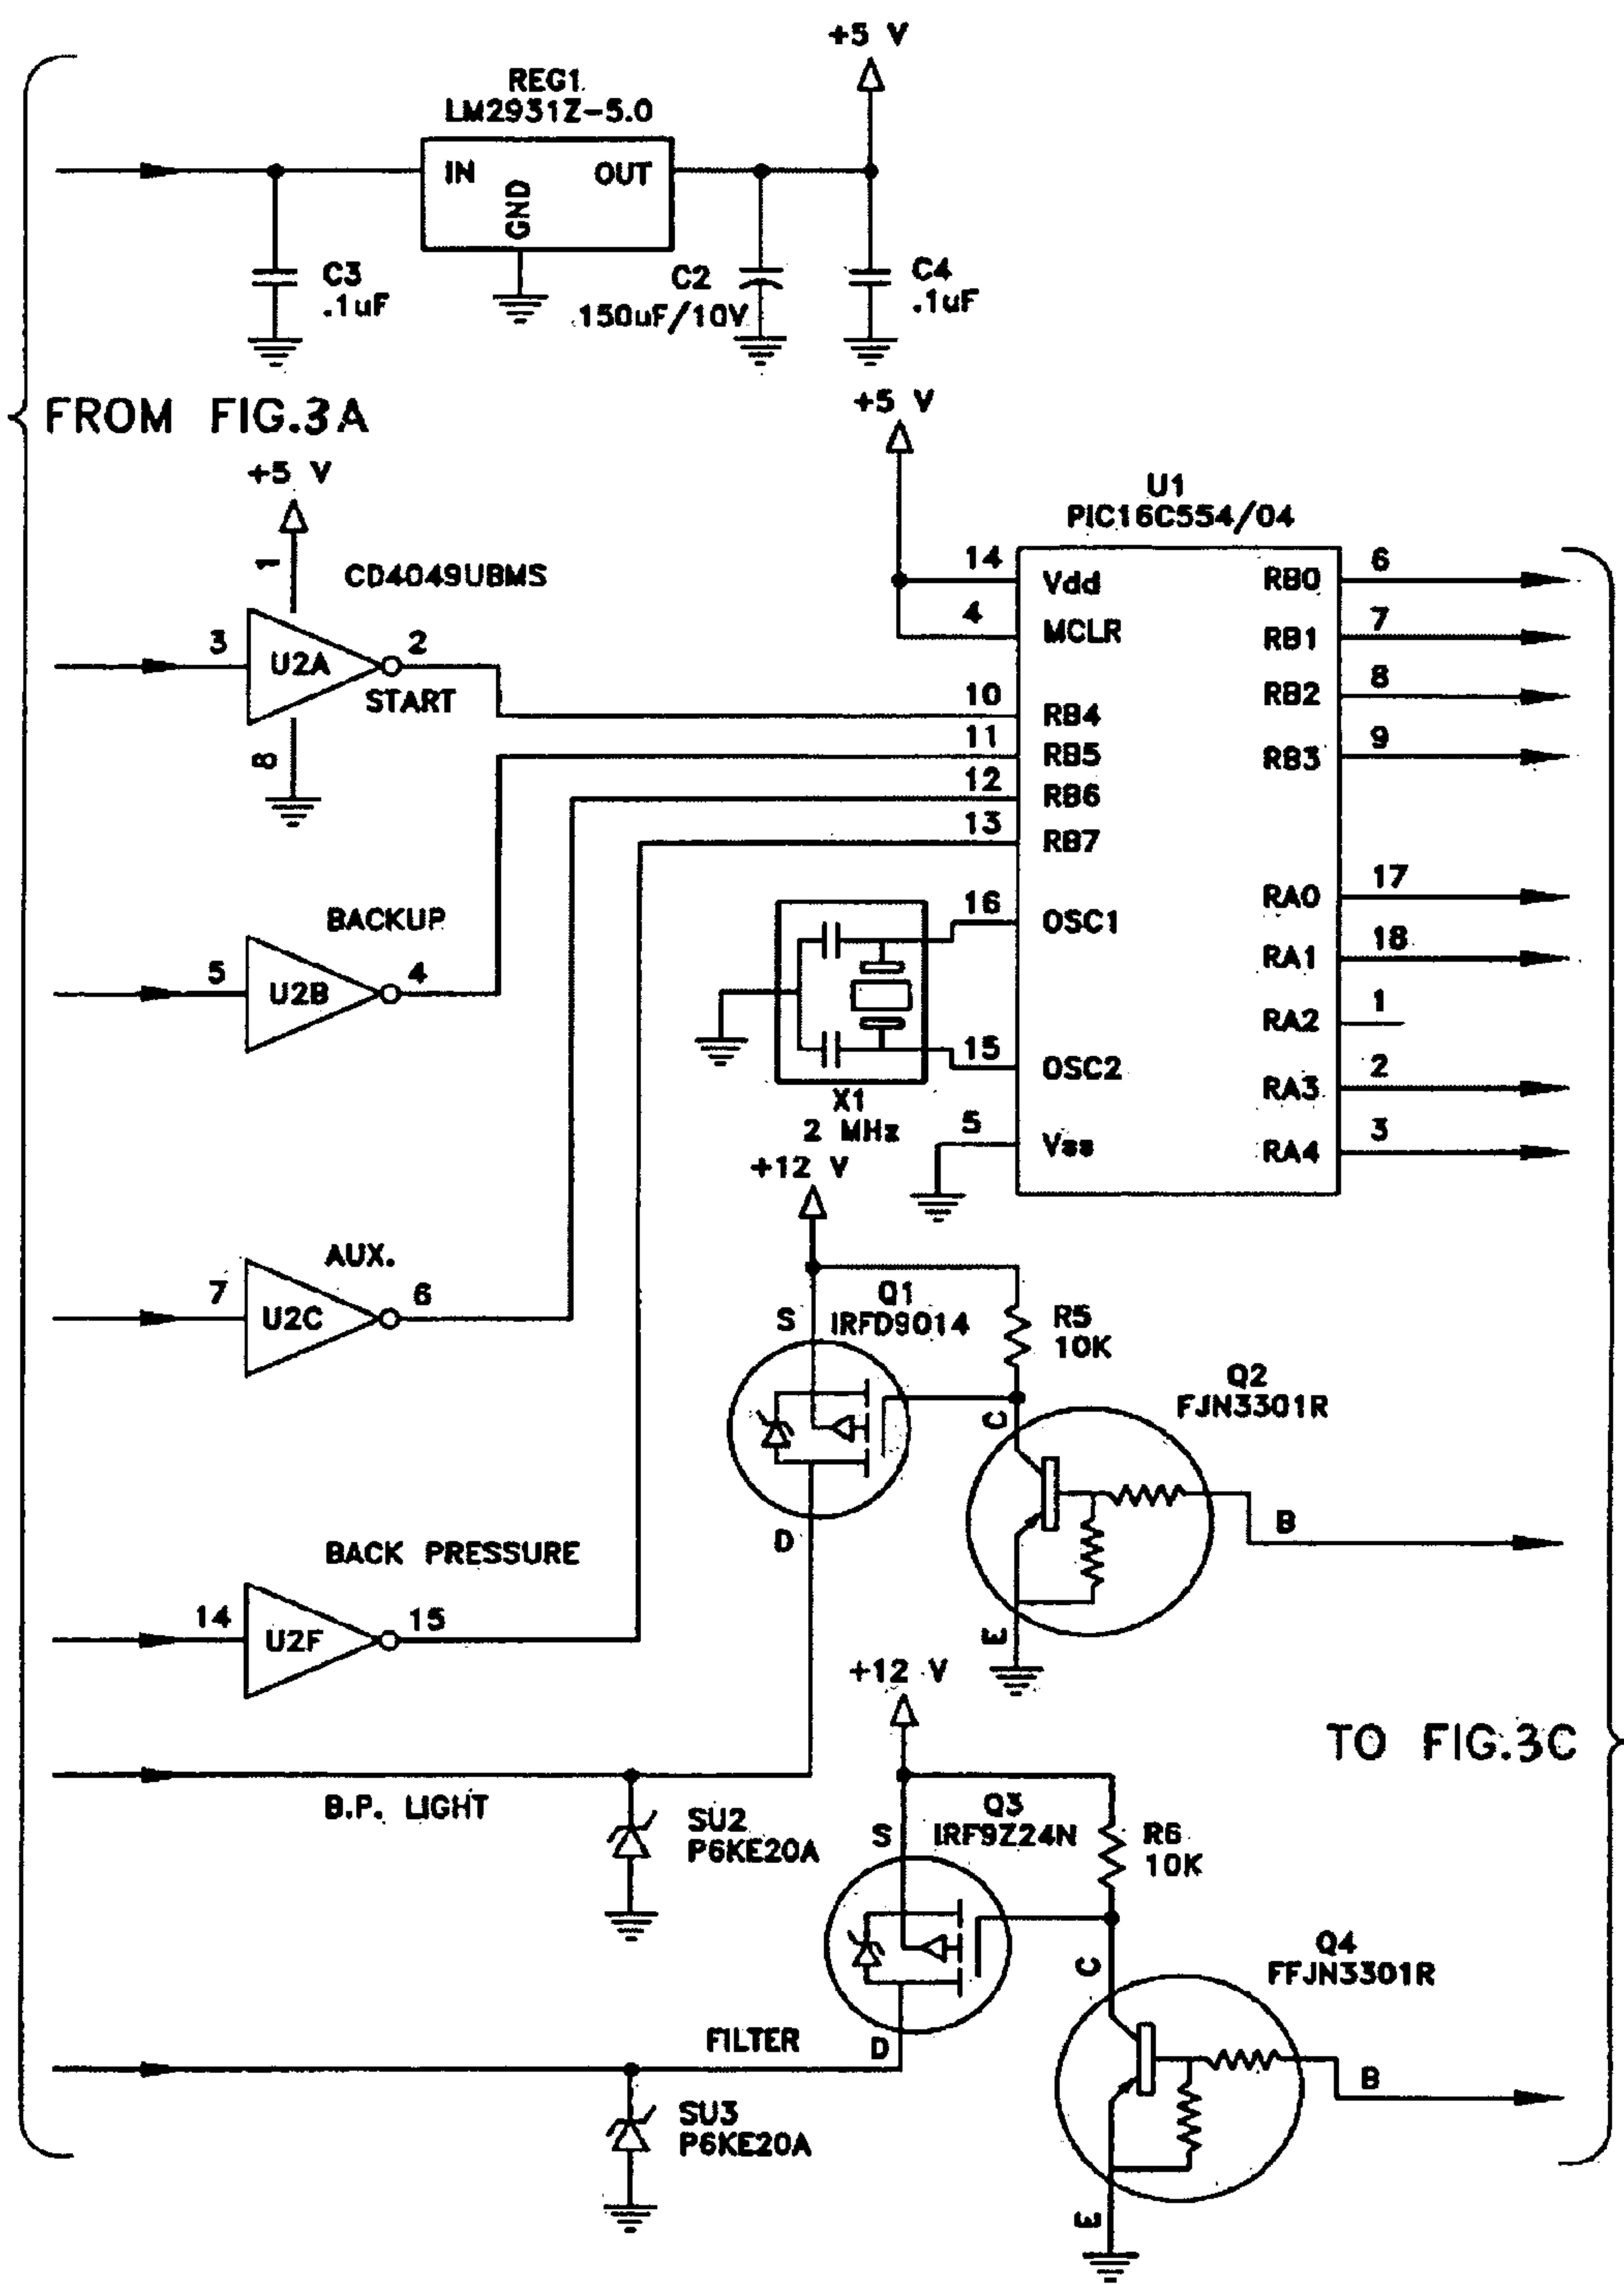 +5 V
REG1
LM2931Z-5.0
IN
OUT
GND
C3
.1uF
C2
150uF/10V
C4
.1uF
FROM FIG.3A
+5 V
+5 V
1
CD4049UBMS
3
U2A
2
START
8
U1
PIC16C554/04
14
Vdd
4
MCLR
10
RB4
11
RB5
12
RB6
13
RB7
16
OSC1
15
OSC2
5
Vss
RB0
6
RB1
7
RB2
8
RB3
9
RA0
17
RA1
18
RA2
1
RA3
2
RA4
3
BACKUP
5
U2B
4
X1
2 MHz
AUX.
7
U2C
6
+12 V
S
Q1
IRFD9014
R5
10K
D
Q2
FJN3301R
C
B
E
BACK PRESSURE
14
U2F
15
B.P. LIGHT
SU2
P6KE20A
+12 V
S
Q3
IRF9Z24N
R6
10K
TO FIG.3C
D
Q4
FFJN3301R
C
B
E
FILTER
SU3
P6KE20A